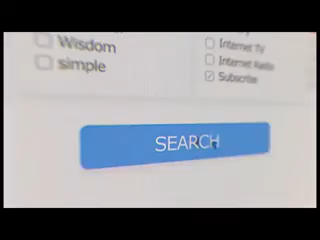 Wisdom
simple
Internet TV
Internet Radio
Subscribe
SEARCH